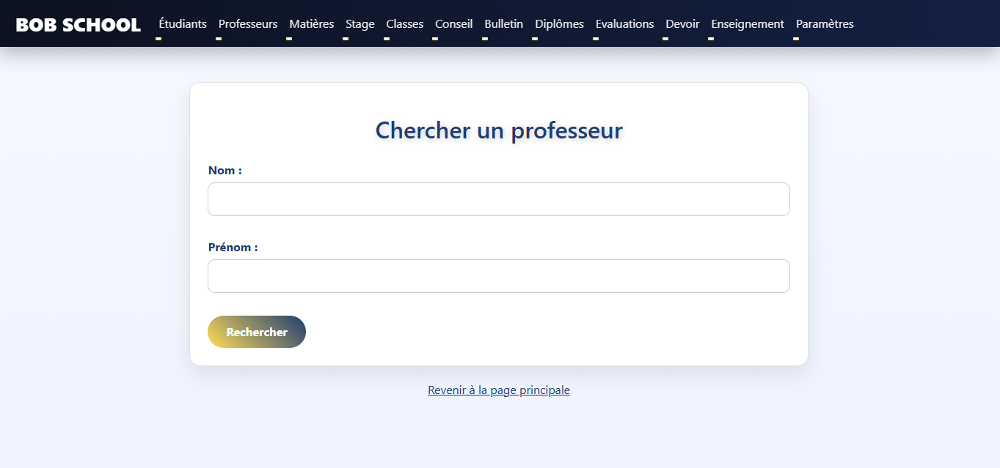 BOB SCHOOL Étudiants Professeurs Matières Stage Classes Conseil Bulletin Diplômes Evaluations Devoir Enseignement Paramètres
Chercher un professeur
Nom :
Prénom :
Rechercher
Revenir à la page principale